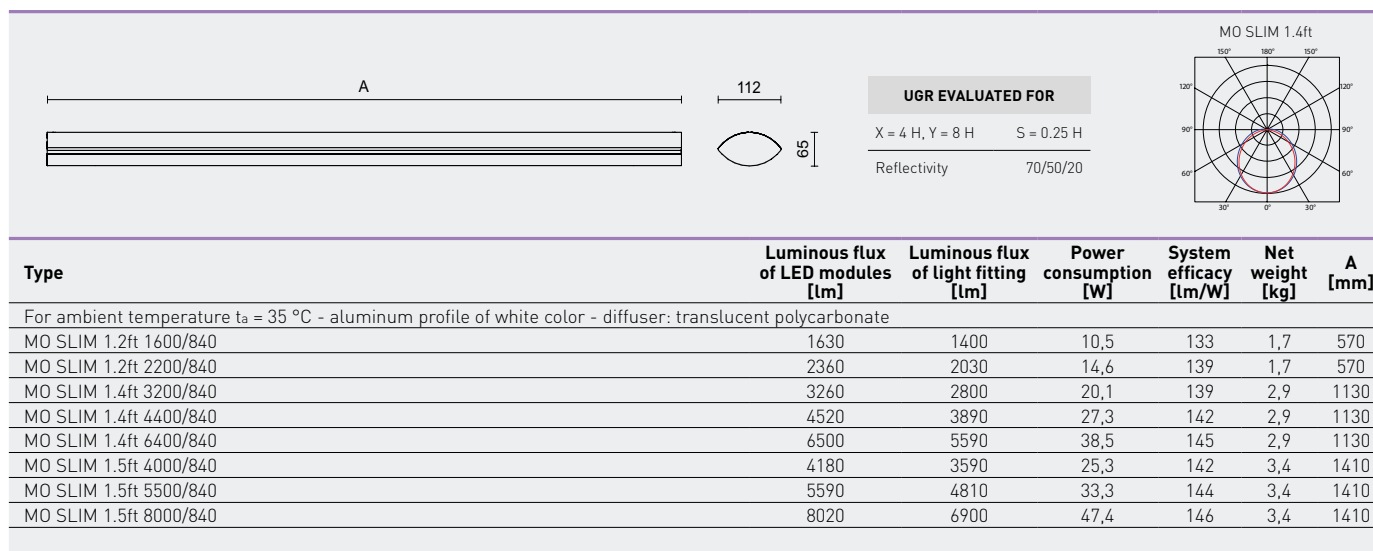 MO SLIM 1.4ft
150° 180° 150°
120° 120°
90° 90°
60° 60°
30° 0° 30°
A
112
65
UGR EVALUATED FOR
X = 4 H, Y = 8 H S = 0.25 H
Reflectivity 70/50/20
Type Luminous flux of LED modules [lm] Luminous flux of light fitting [lm] Power consumption [W] System efficacy [lm/W] Net weight [kg] A [mm]
For ambient temperature ta = 35 °C - aluminum profile of white color - diffuser: translucent polycarbonate
MO SLIM 1.2ft 1600/840 1630 1400 10,5 133 1,7 570
MO SLIM 1.2ft 2200/840 2360 2030 14,6 139 1,7 570
MO SLIM 1.4ft 3200/840 3260 2800 20,1 139 2,9 1130
MO SLIM 1.4ft 4400/840 4520 3890 27,3 142 2,9 1130
MO SLIM 1.4ft 6400/840 6500 5590 38,5 145 2,9 1130
MO SLIM 1.5ft 4000/840 4180 3590 25,3 142 3,4 1410
MO SLIM 1.5ft 5500/840 5590 4810 33,3 144 3,4 1410
MO SLIM 1.5ft 8000/840 8020 6900 47,4 146 3,4 1410